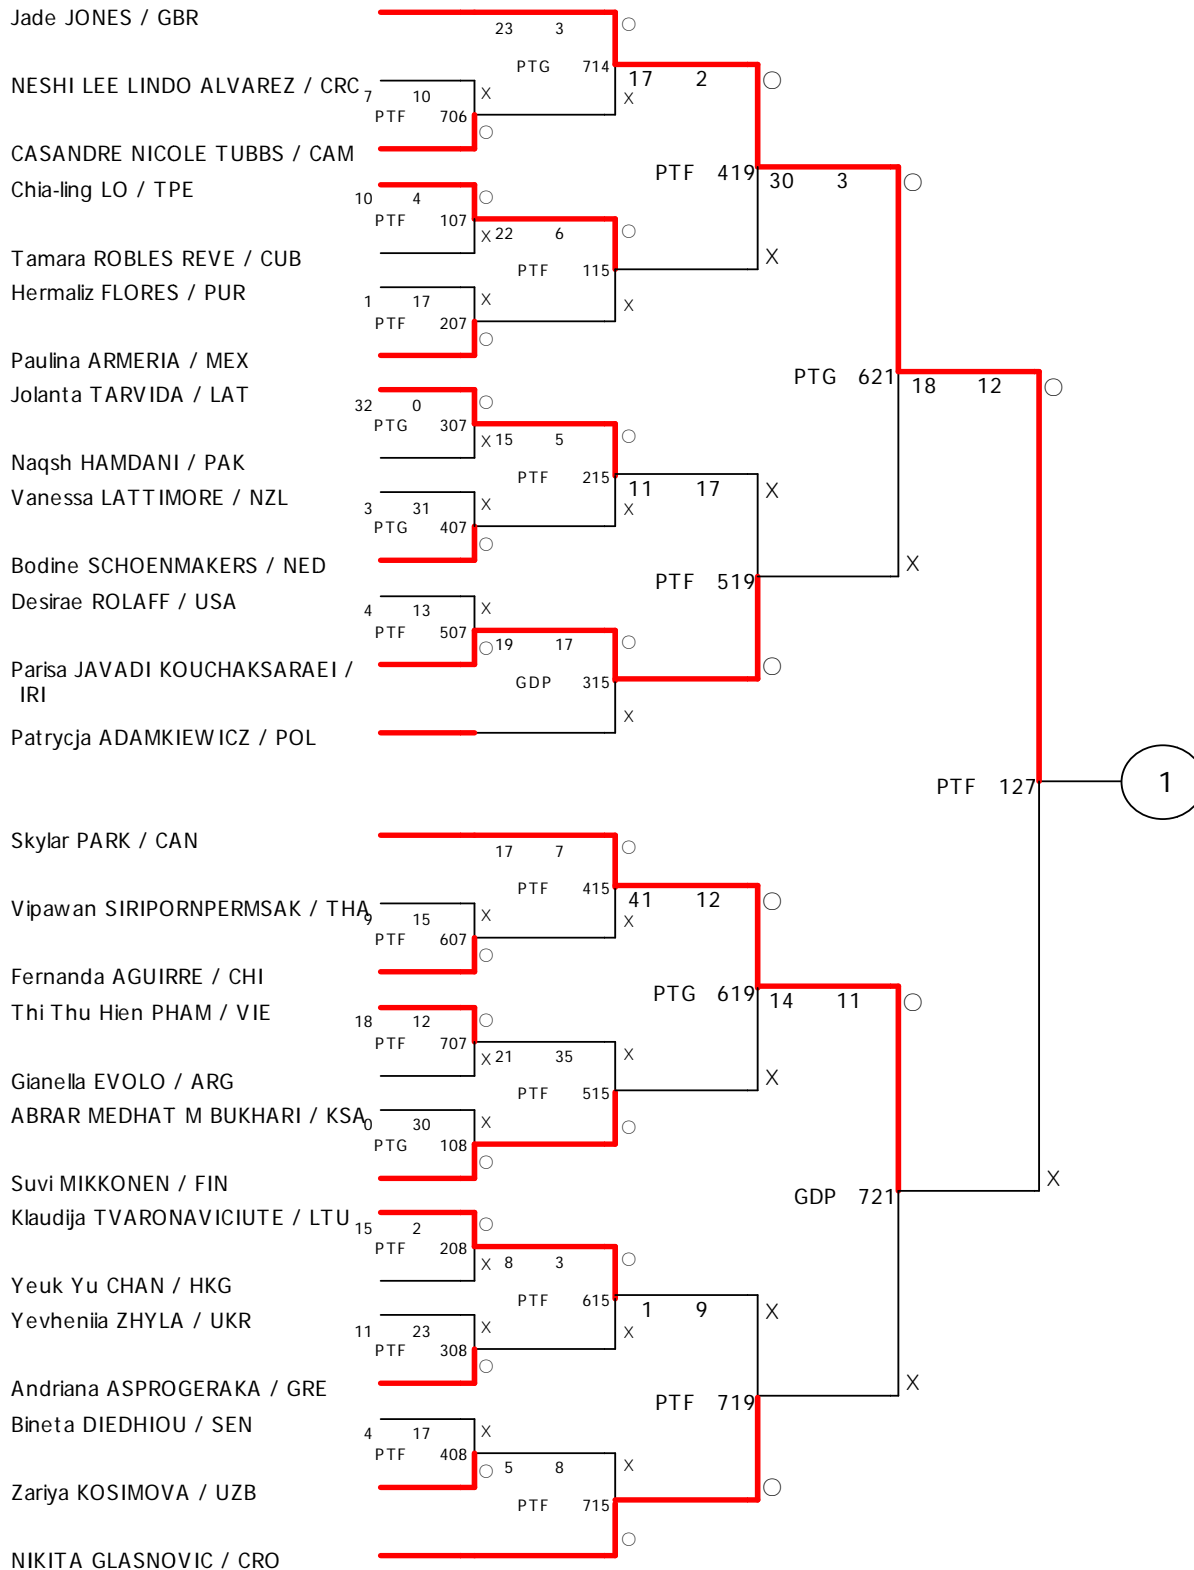 Jade JONES / GBR
23 3
○
PTG 714
17 2
○
NESHI LEE LINDO ALVAREZ / CRC
7 10
X
X
PTF 706
○
CASANDRE NICOLE TUBBS / CAM
PTF 419
30 3
○
Chia-ling LO / TPE
10 4
○
PTF 107
X
22 6
○
Tamara ROBLES REVE / CUB
PTF 115
X
Hermaliz FLORES / PUR
1 17
X
X
PTF 207
○
Paulina ARMERIA / MEX
PTG 621
18 12
○
Jolanta TARVIDA / LAT
32 0
○
PTG 307
X
15 5
○
Naqsh HAMDANI / PAK
PTF 215
11 17
X
Vanessa LATTIMORE / NZL
3 31
X
X
PTG 407
○
Bodine SCHOENMAKERS / NED
X
PTF 519
Desirae ROLAFF / USA
4 13
X
PTF 507
○
19 17
○
Parisa JAVADI KOUCHAKSARAEI /
IRI
○
GDP 315
X
Patrycja ADAMKIEWICZ / POL
PTF 127
1
Skylar PARK / CAN
17 7
○
PTF 415
41 12
○
Vipawan SIRIPORNPERMSAK / THA
9 15
X
X
PTF 607
○
Fernanda AGUIRRE / CHI
PTG 619
14 11
○
Thi Thu Hien PHAM / VIE
18 12
○
PTF 707
X
21 35
X
Gianella EVOLO / ARG
PTF 515
X
ABRAR MEDHAT M BUKHARI / KSA
0 30
X
○
PTG 108
○
Suvi MIKKONEN / FIN
X
GDP 721
Klaudija TVARONAVICIUTE / LTU
15 2
○
PTF 208
X
8 3
○
Yeuk Yu CHAN / HKG
PTF 615
1 9
X
Yevheniia ZHYLA / UKR
11 23
X
X
PTF 308
○
Andriana ASPROGERAKA / GRE
X
PTF 719
Bineta DIEDHIOU / SEN
4 17
X
PTF 408
○
5 8
X
Zariya KOSIMOVA / UZB
○
PTF 715
○
NIKITA GLASNOVIC / CRO